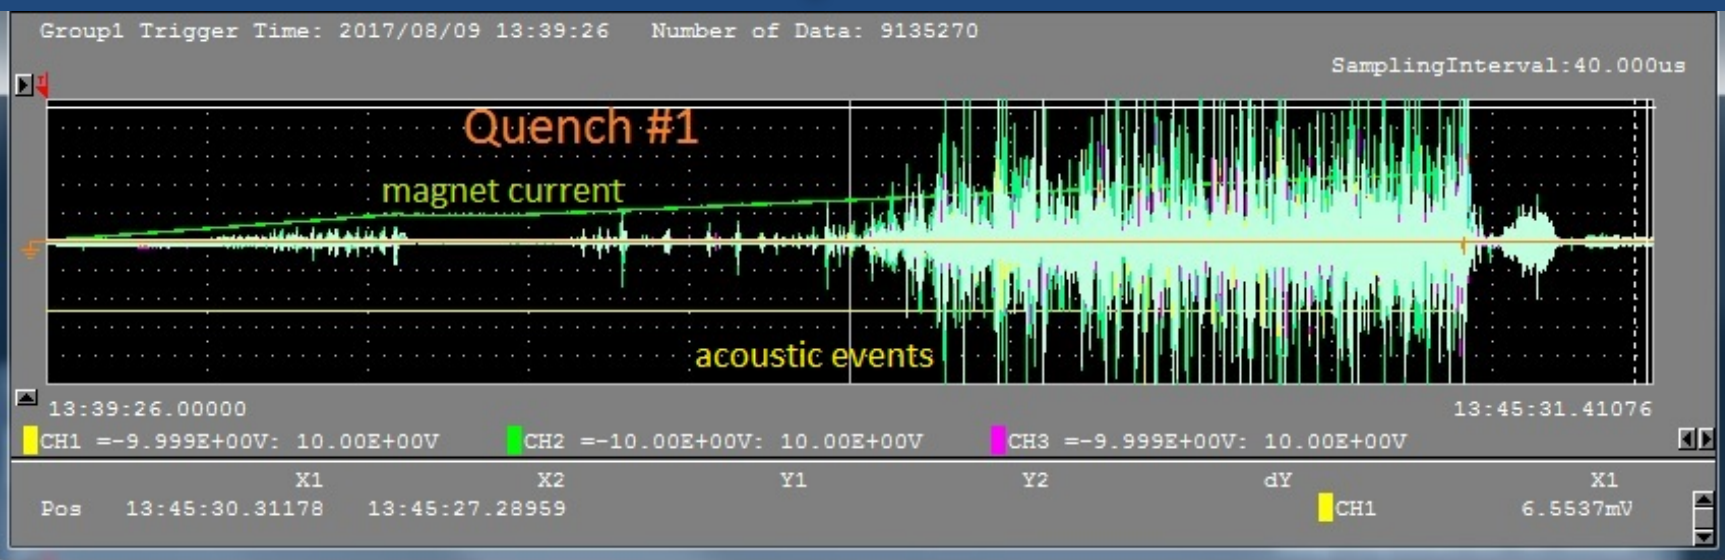 Group1 Trigger Time: 2017/08/09 13:39:26 Number of Data: 9135270
SamplingInterval:40.000us
T
Quench #1
magnet current
acoustic events
13:39:26.00000 13:45:31.41076
CH1 =-9.999E+00V: 10.00E+00V CH2 =-10.00E+00V: 10.00E+00V CH3 =-9.999E+00V: 10.00E+00V
X1 X2 Y1 Y2 dY X1
Pos 13:45:30.31178 13:45:27.28959 CH1 6.5537mV